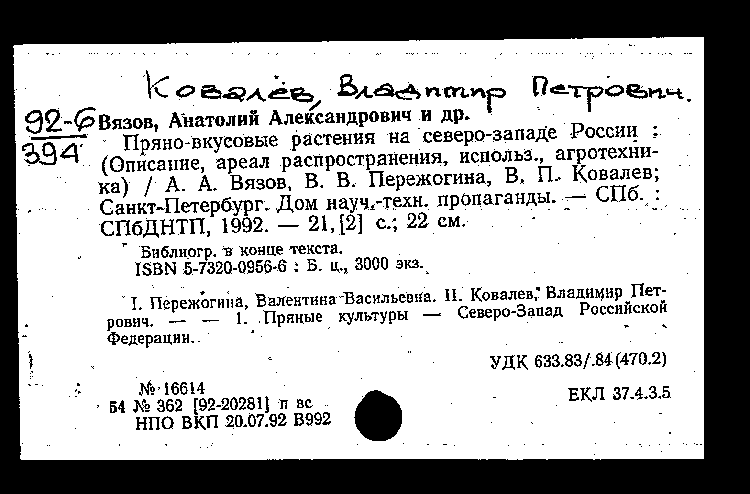 Ковалёв, Владимир Петрович.
92-6
394
Вязов, Анатолий Александрович и др.
Пряно-вкусовые растения на северо-западе России :
(Описание, ареал распространения, использ., агротехни-
ка) / А. А. Вязов, В. В. Пережогина, В. П. Ковалев;
Санкт-Петербург. Дом науч.-техн. пропаганды. — СПб. :
СПбДНТП, 1992. — 21, [2] с.; 22 см.
Библиогр. в конце текста.
ISBN 5-7320-0956-6 : Б. ц., 3000 экз.
I. Пережогина, Валентина Васильевна. II. Ковалев, Владимир Пет-
рович. — — 1. Пряные культуры — Северо-Запад Российской
Федерации.
УДК 633.83/.84(470.2)
№ 16614
54 № 362 [92-20281] п вс
ЕКЛ 37.4.3.5
НПО ВКП 20.07.92 В992